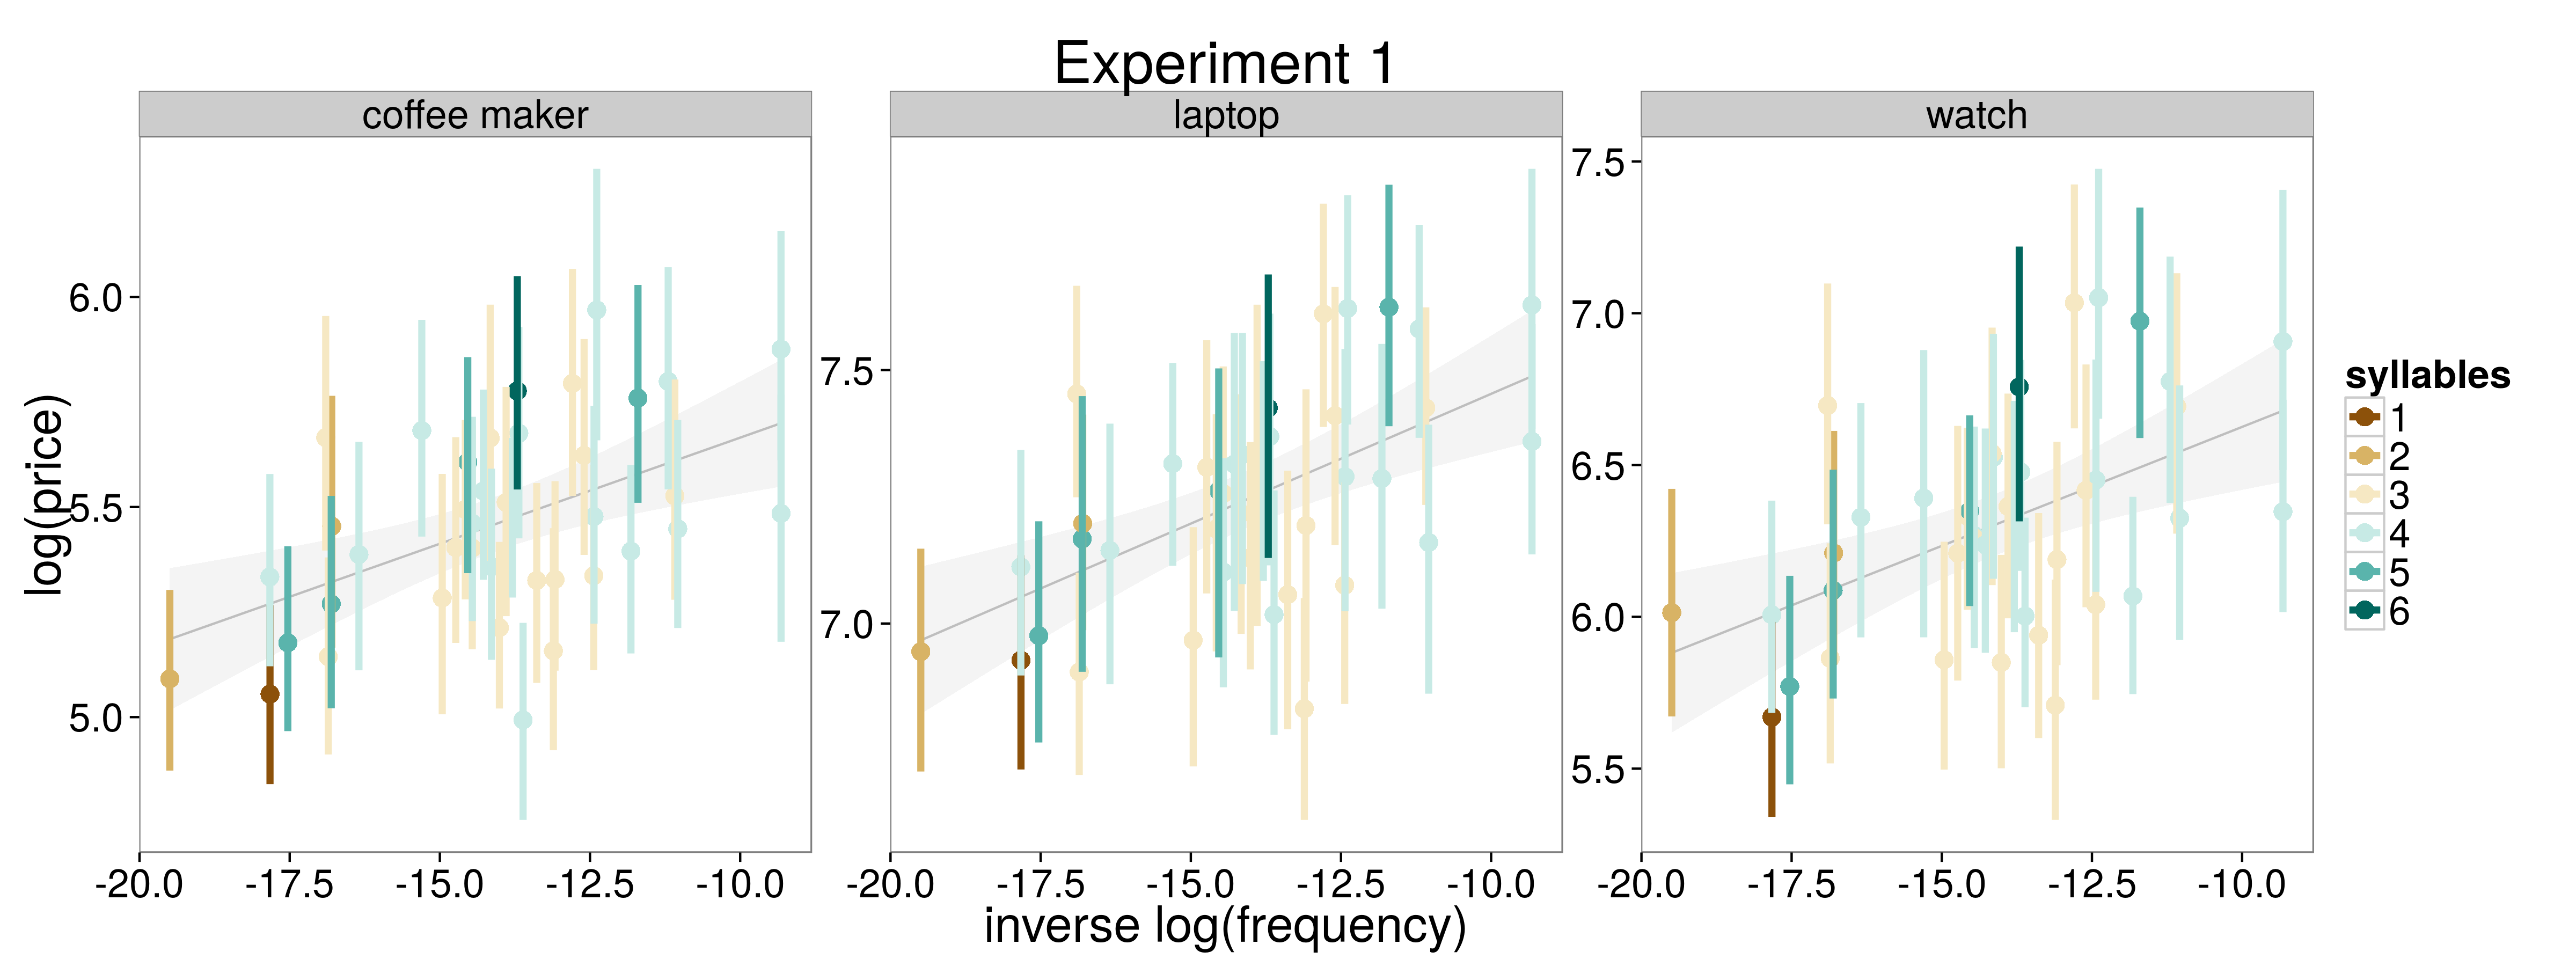 Experiment 1
coffee maker
laptop
watch
log(price)
6.0
5.5
5.0
7.5
7.0
7.5
7.0
6.5
6.0
5.5
-20.0 -17.5 -15.0 -12.5 -10.0
-20.0 -17.5 -15.0 -12.5 -10.0
-20.0 -17.5 -15.0 -12.5 -10.0
inverse log(frequency)
syllables
1
2
3
4
5
6